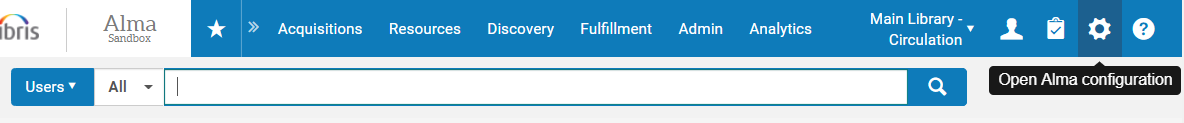 ibris
Alma
Sandbox
Acquisitions Resources Discovery Fulfillment Admin Analytics
Main Library -
Circulation
?
Open Alma configuration
Users All